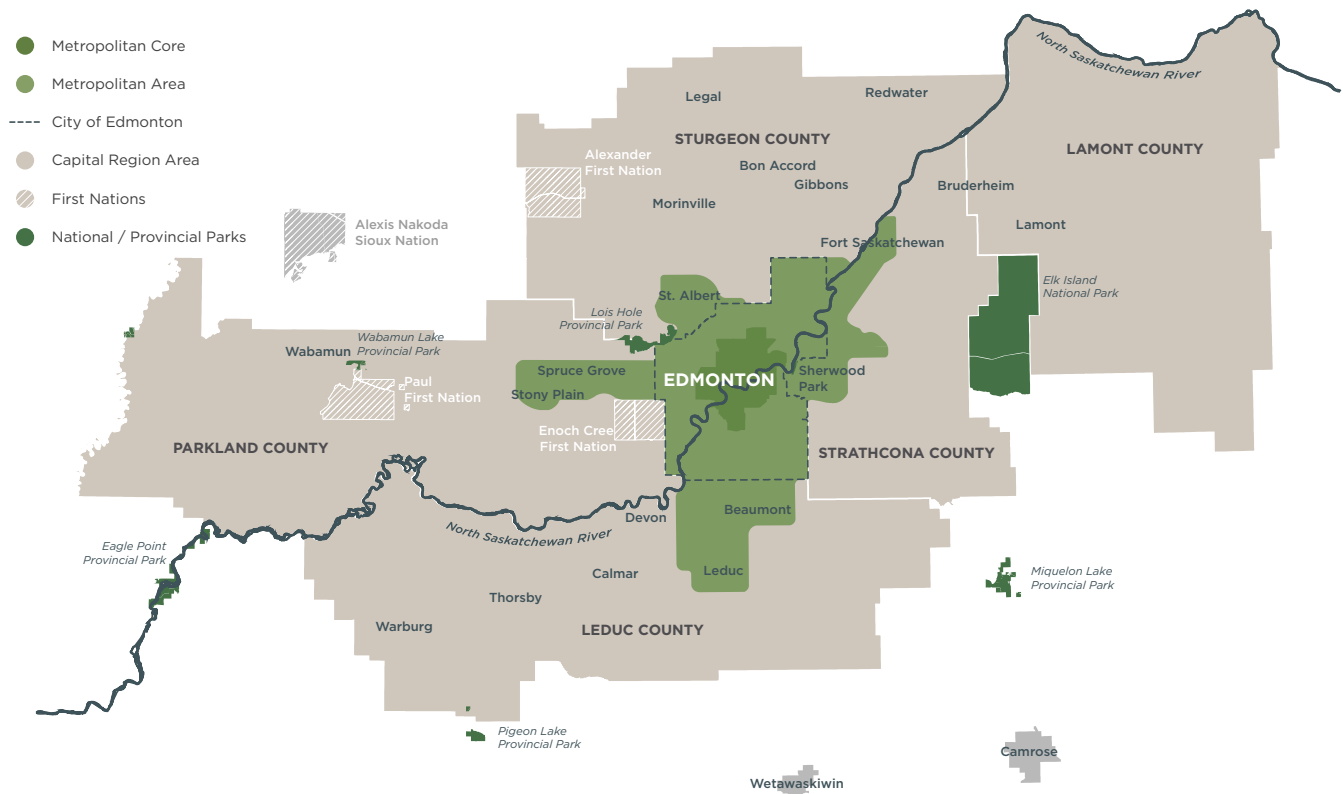 Metropolitan Core
Metropolitan Area
City of Edmonton
Capital Region Area
First Nations
National / Provincial Parks
North Saskatchewan River
Legal
Redwater
STURGEON COUNTY
LAMONT COUNTY
Alexander
First Nation
Bon Accord
Gibbons
Bruderheim
Morinville
Lamont
Alexis Nakoda
Sioux Nation
Fort Saskatchewan
Elk Island
National Park
St. Albert
Lois Hole
Provincial Park
Wabamun
Wabamun Lake
Provincial Park
Spruce Grove
EDMONTON
Sherwood
Park
Paul
First Nation
Stony Plain
Enoch Cree
First Nation
PARKLAND COUNTY
STRATHCONA COUNTY
Devon
Beaumont
North Saskatchewan River
Eagle Point
Provincial Park
Calmar
Leduc
Miquelon Lake
Provincial Park
Thorsby
Warburg
LEDUC COUNTY
Pigeon Lake
Provincial Park
Camrose
Wetawaskiwin